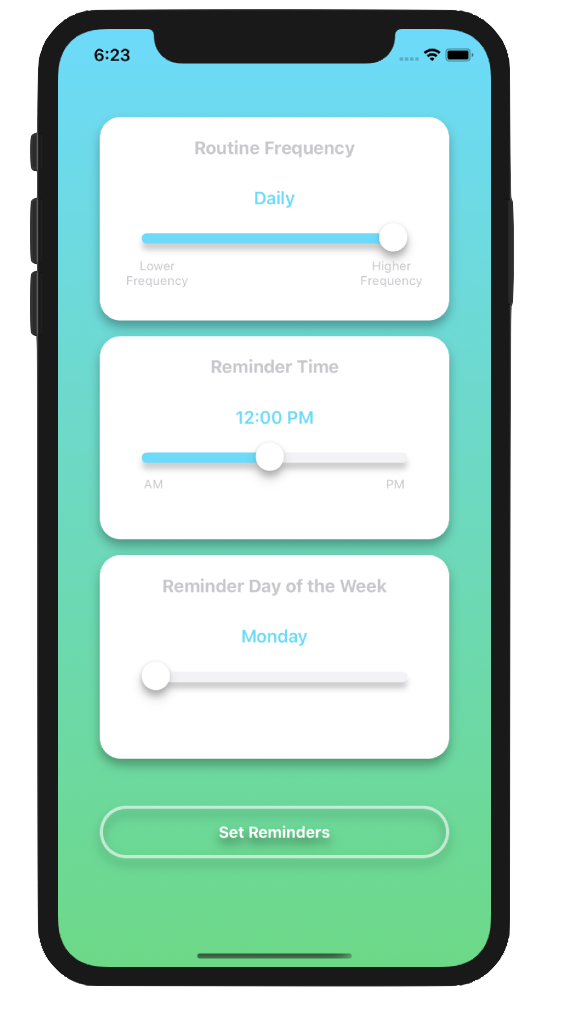 6:23
Routine Frequency
Daily
Lower
Frequency
Higher
Frequency
Reminder Time
12:00 PM
AM
PM
Reminder Day of the Week
Monday
Set Reminders